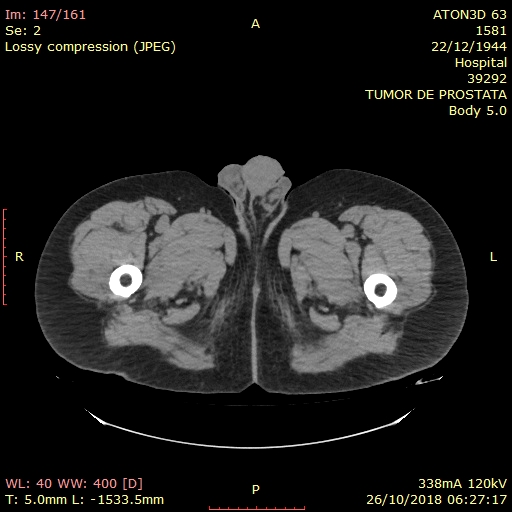 Im: 147/161
Se: 2
Lossy compression (JPEG)
A
ATON3D 63
1581
22/12/1944
Hospital
39292
TUMOR DE PROSTATA
Body 5.0
R
L
WL: 40 WW: 400 [D]
T: 5.0mm L: -1533.5mm
P
338mA 120kV
26/10/2018 06:27:17